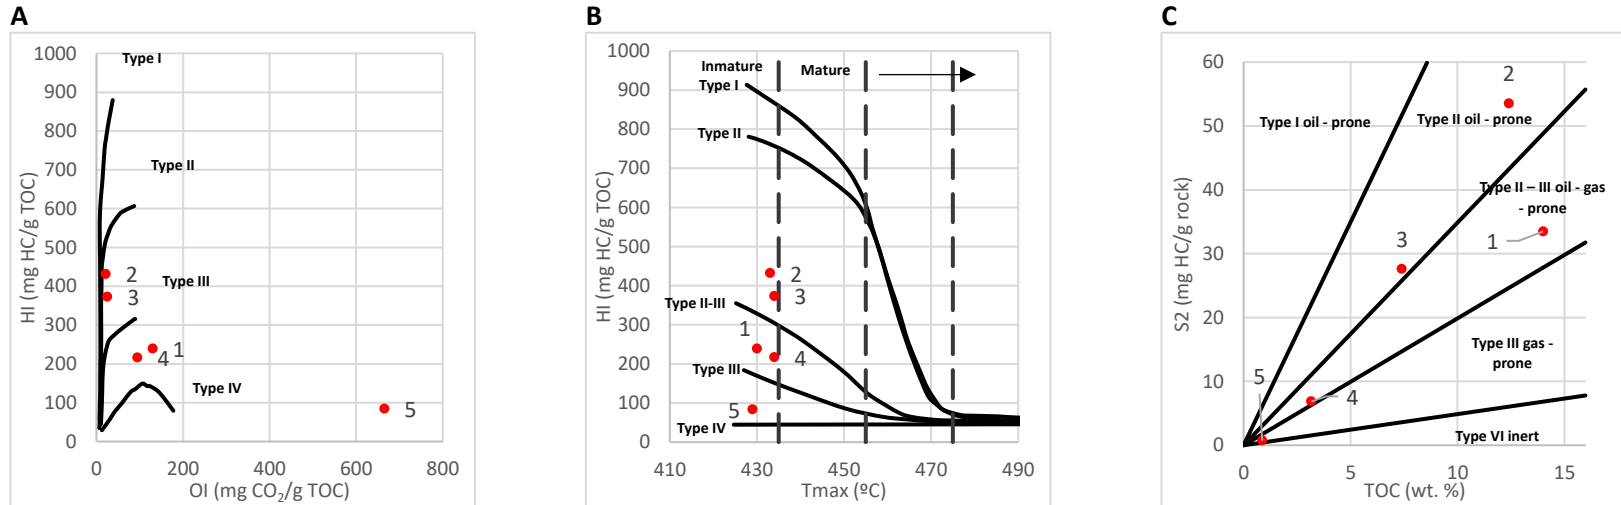 A
1000
900
800
700
600
500
400
300
200
100
0
HI (mg HC/g TOC)
Type I
Type II
Type III
Type IV
2
3
1
4
5
0
200
400
600
800
OI (mg CO₂/g TOC)
B
1000
900
800
700
600
500
400
300
200
100
0
HI (mg HC/g TOC)
Inmature
Mature
Type I
Type II
Type II-III
Type III
Type IV
2
3
1
4
5
410
430
450
470
490
Tmax (ºC)
C
60
50
40
30
20
10
0
S2 (mg HC/g rock)
2
Type I oil - prone
Type II oil - prone
Type II – III oil - gas
- prone
3
1
Type III gas -
prone
5
4
Type VI inert
0
5
10
15
TOC (wt. %)